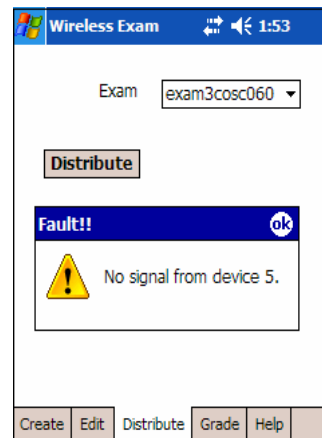 Wireless Exam 1:53
Exam exam3cosc060
Distribute
Fault!! ok
No signal from device 5.
Create Edit Distribute Grade Help